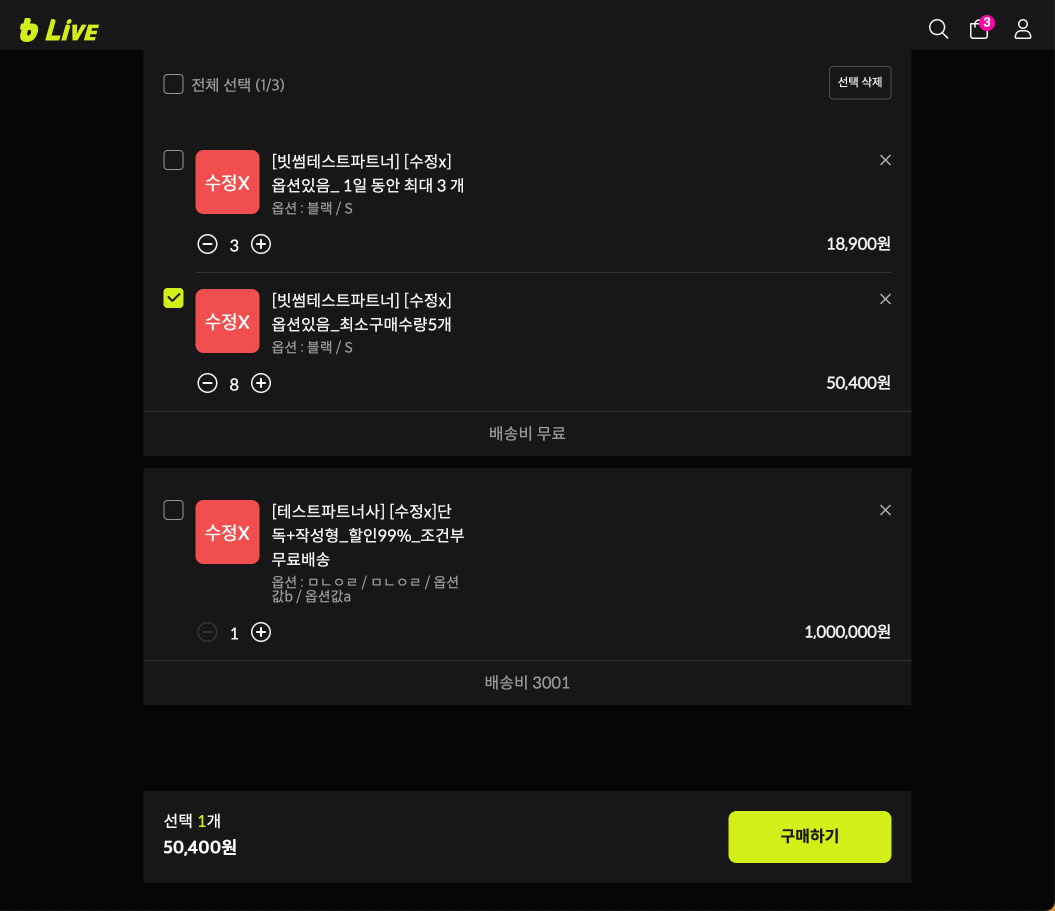 b LiVE
3
전체 선택 (1/3)
선택 삭제
수정X
[빗썸테스트파트너] [수정x]
옵션있음_ 1일 동안 최대 3 개
옵션 : 블랙 / S
3
18,900원
수정X
[빗썸테스트파트너] [수정x]
옵션있음_최소구매수량5개
옵션 : 블랙 / S
8
50,400원
배송비 무료
수정X
[테스트파트너사] [수정x]단
독+작성형_할인99%_조건부
무료배송
옵션 : ㅁㄴㅇㄹ / ㅁㄴㅇㄹ / 옵션
값b / 옵션값a
1
1,000,000원
배송비 3001
선택 1개
50,400원
구매하기